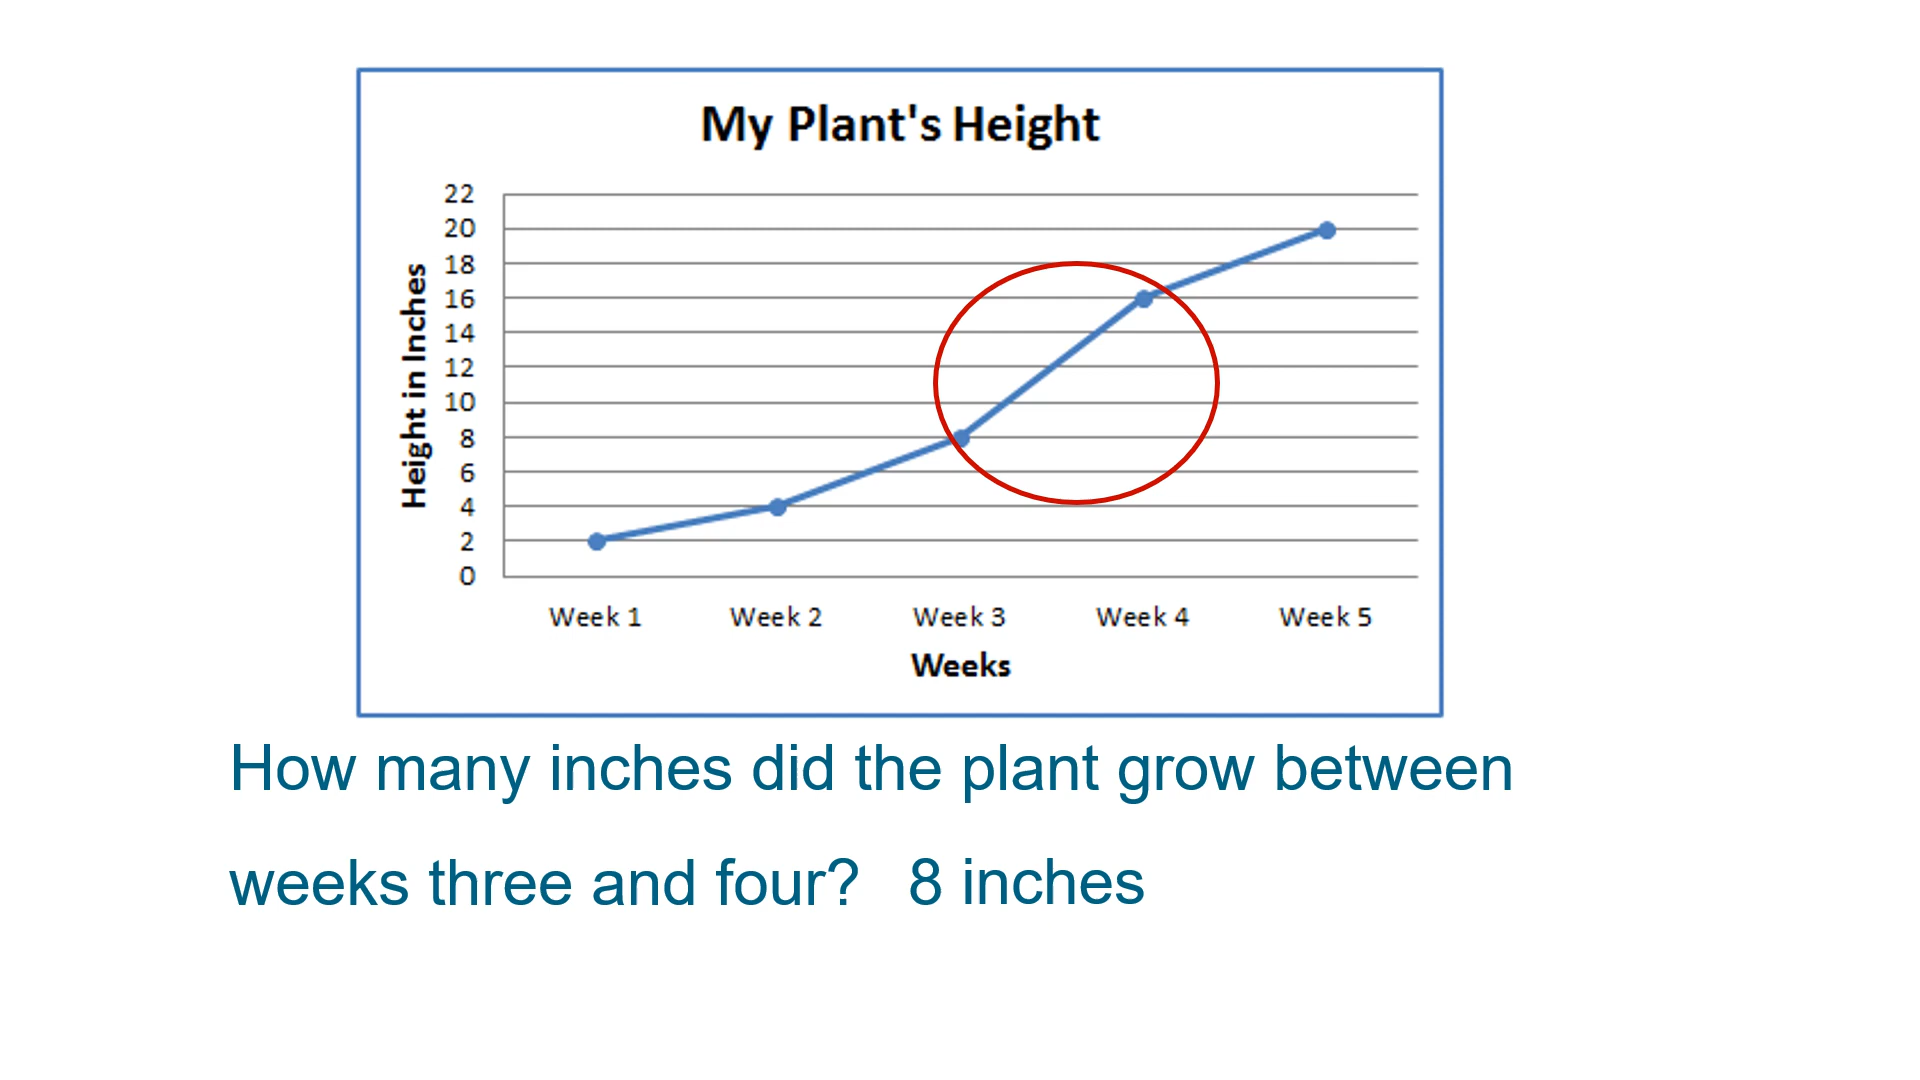 My Plant's Height
22
20
18
16
14
12
10
8
6
4
2
0
Height in Inches
Week 1 Week 2 Week 3 Week 4 Week 5
Weeks
How many inches did the plant grow between
weeks three and four? 8 inches